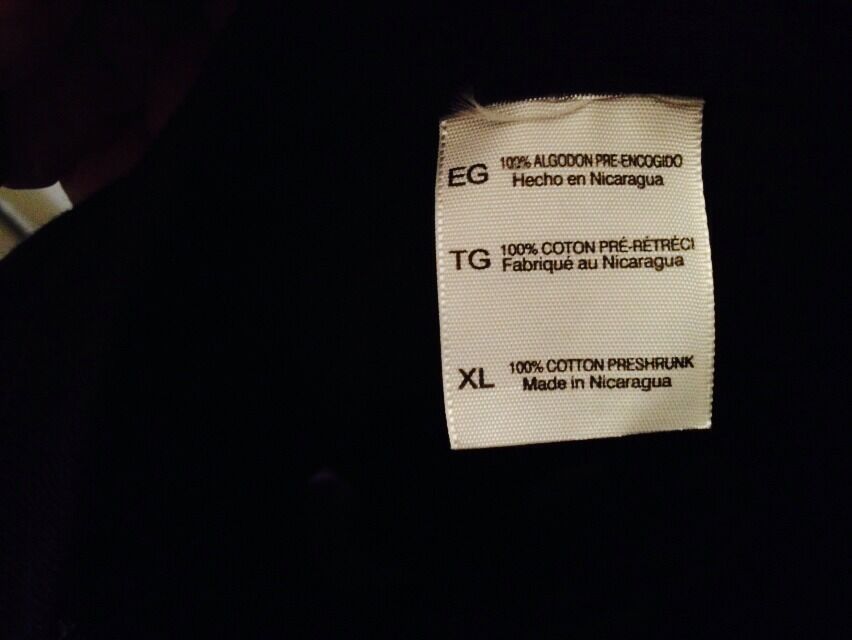 EG 100% ALGODON PRE-ENCOGIDO
Hecho en Nicaragua
TG 100% COTON PRÉ-RÉTRÉCI
Fabriqué au Nicaragua
XL 100% COTTON PRESHRUNK
Made in Nicaragua